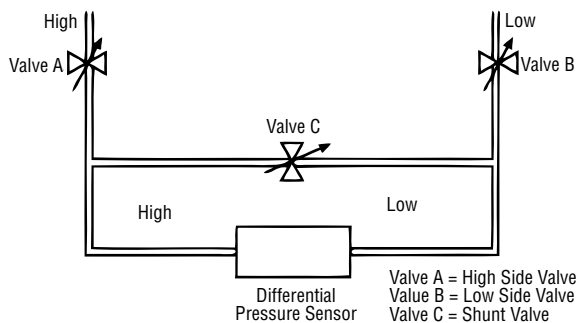 High
Low
Valve A
Valve B
Valve C
High
Low
Differential
Pressure Sensor
Valve A = High Side Valve
Value B = Low Side Valve
Valve C = Shunt Valve